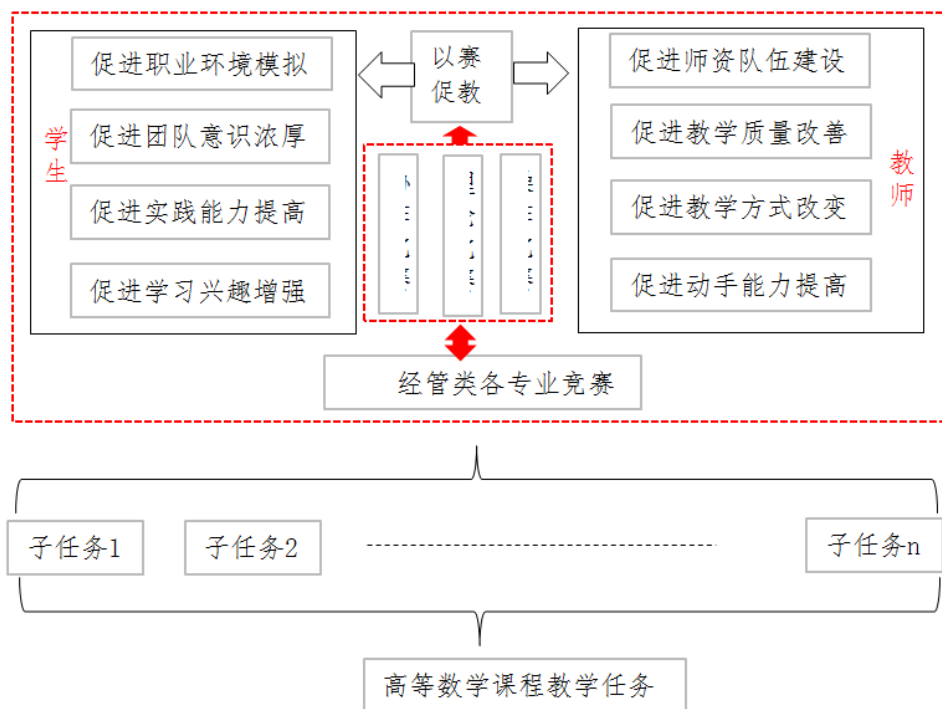 以赛
促教
学生
促进职业环境模拟
促进团队意识浓厚
促进实践能力提高
促进学习兴趣增强
促进师资队伍建设
促进教学质量改善
促进教学方式改变
促进动手能力提高
教师
经管类各专业竞赛
子任务1
子任务2
子任务n
高等数学课程教学任务